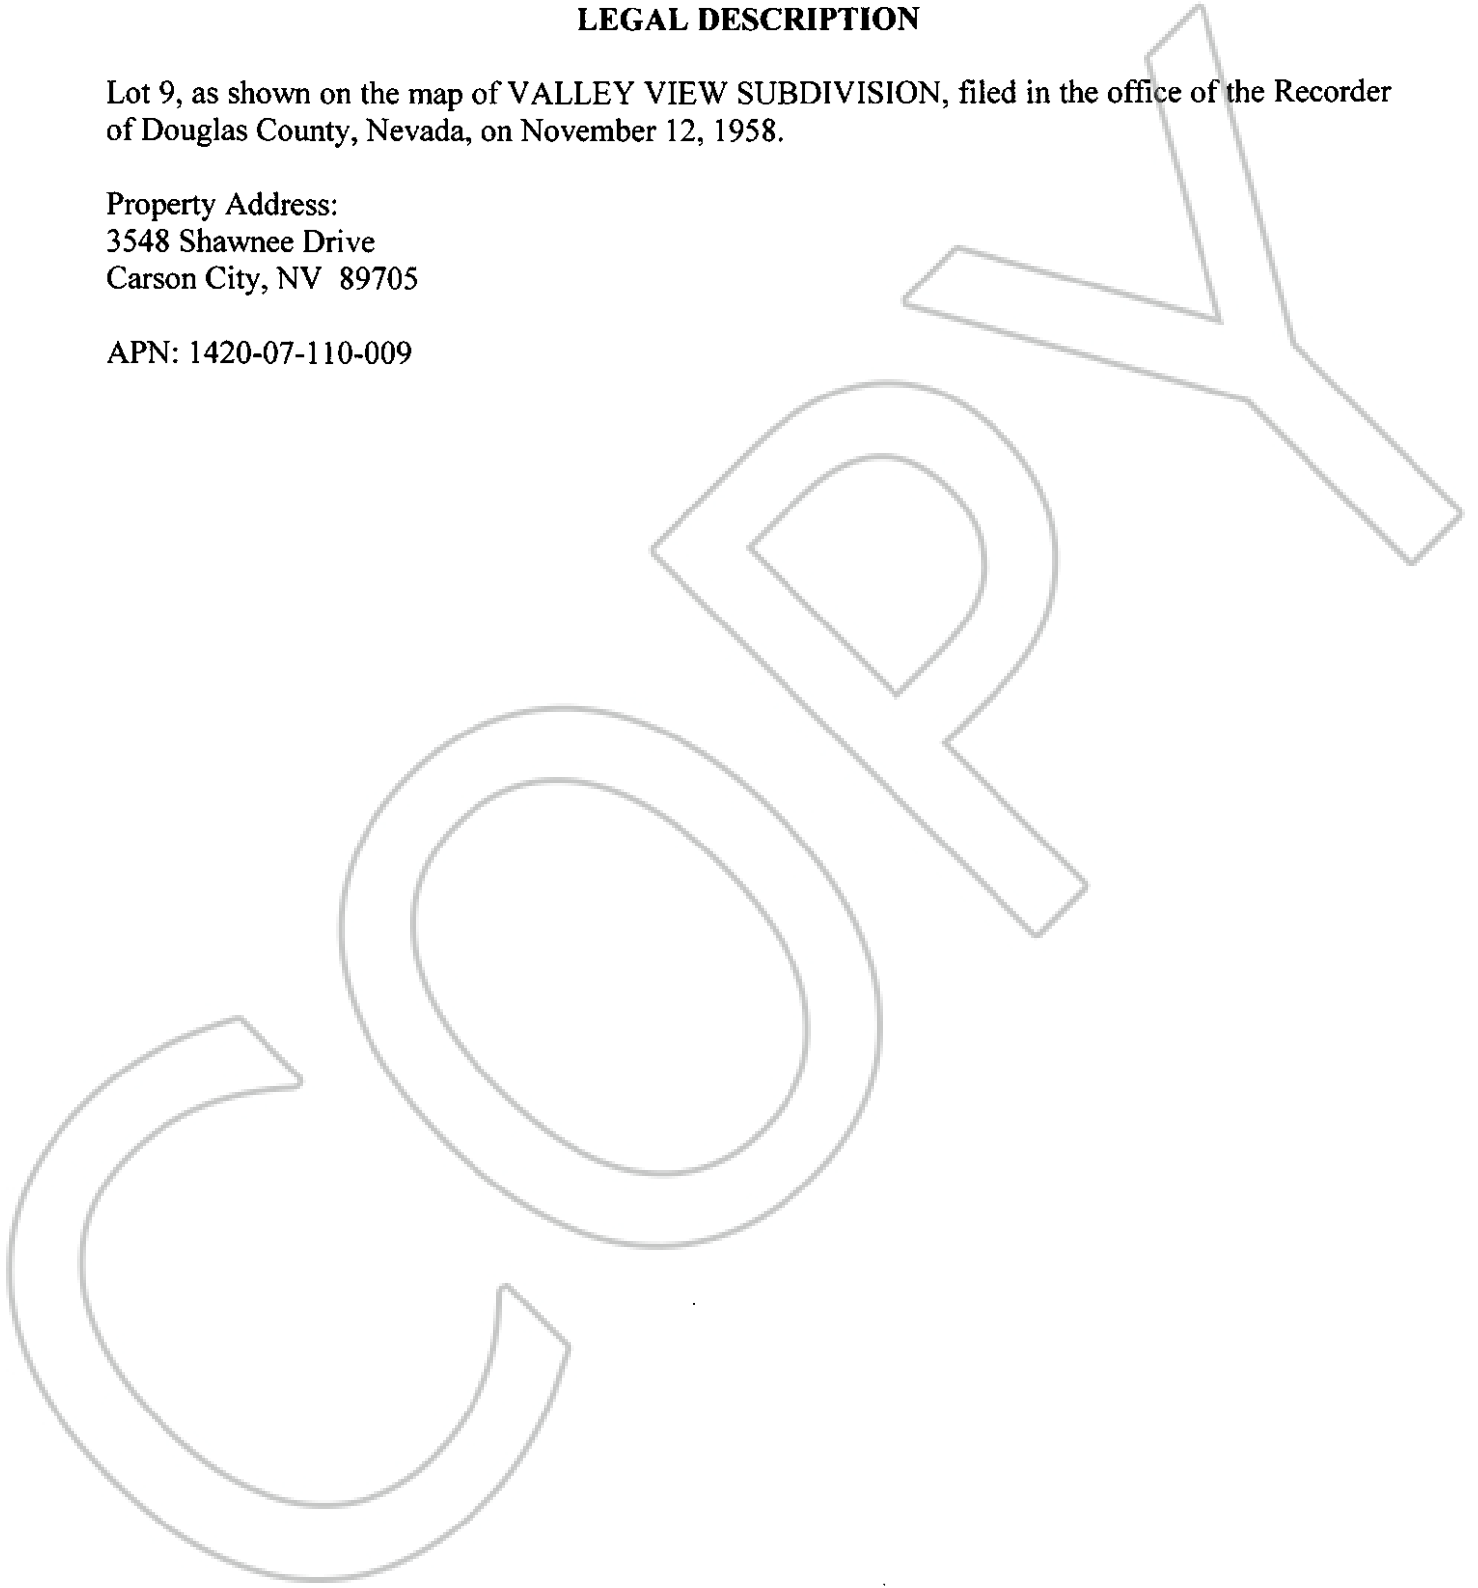 LEGAL DESCRIPTION
Lot 9, as shown on the map of VALLEY VIEW SUBDIVISION, filed in the office of the Recorder
of Douglas County, Nevada, on November 12, 1958.
Property Address:
3548 Shawnee Drive
Carson City, NV  89705
APN: 1420-07-110-009
COPY